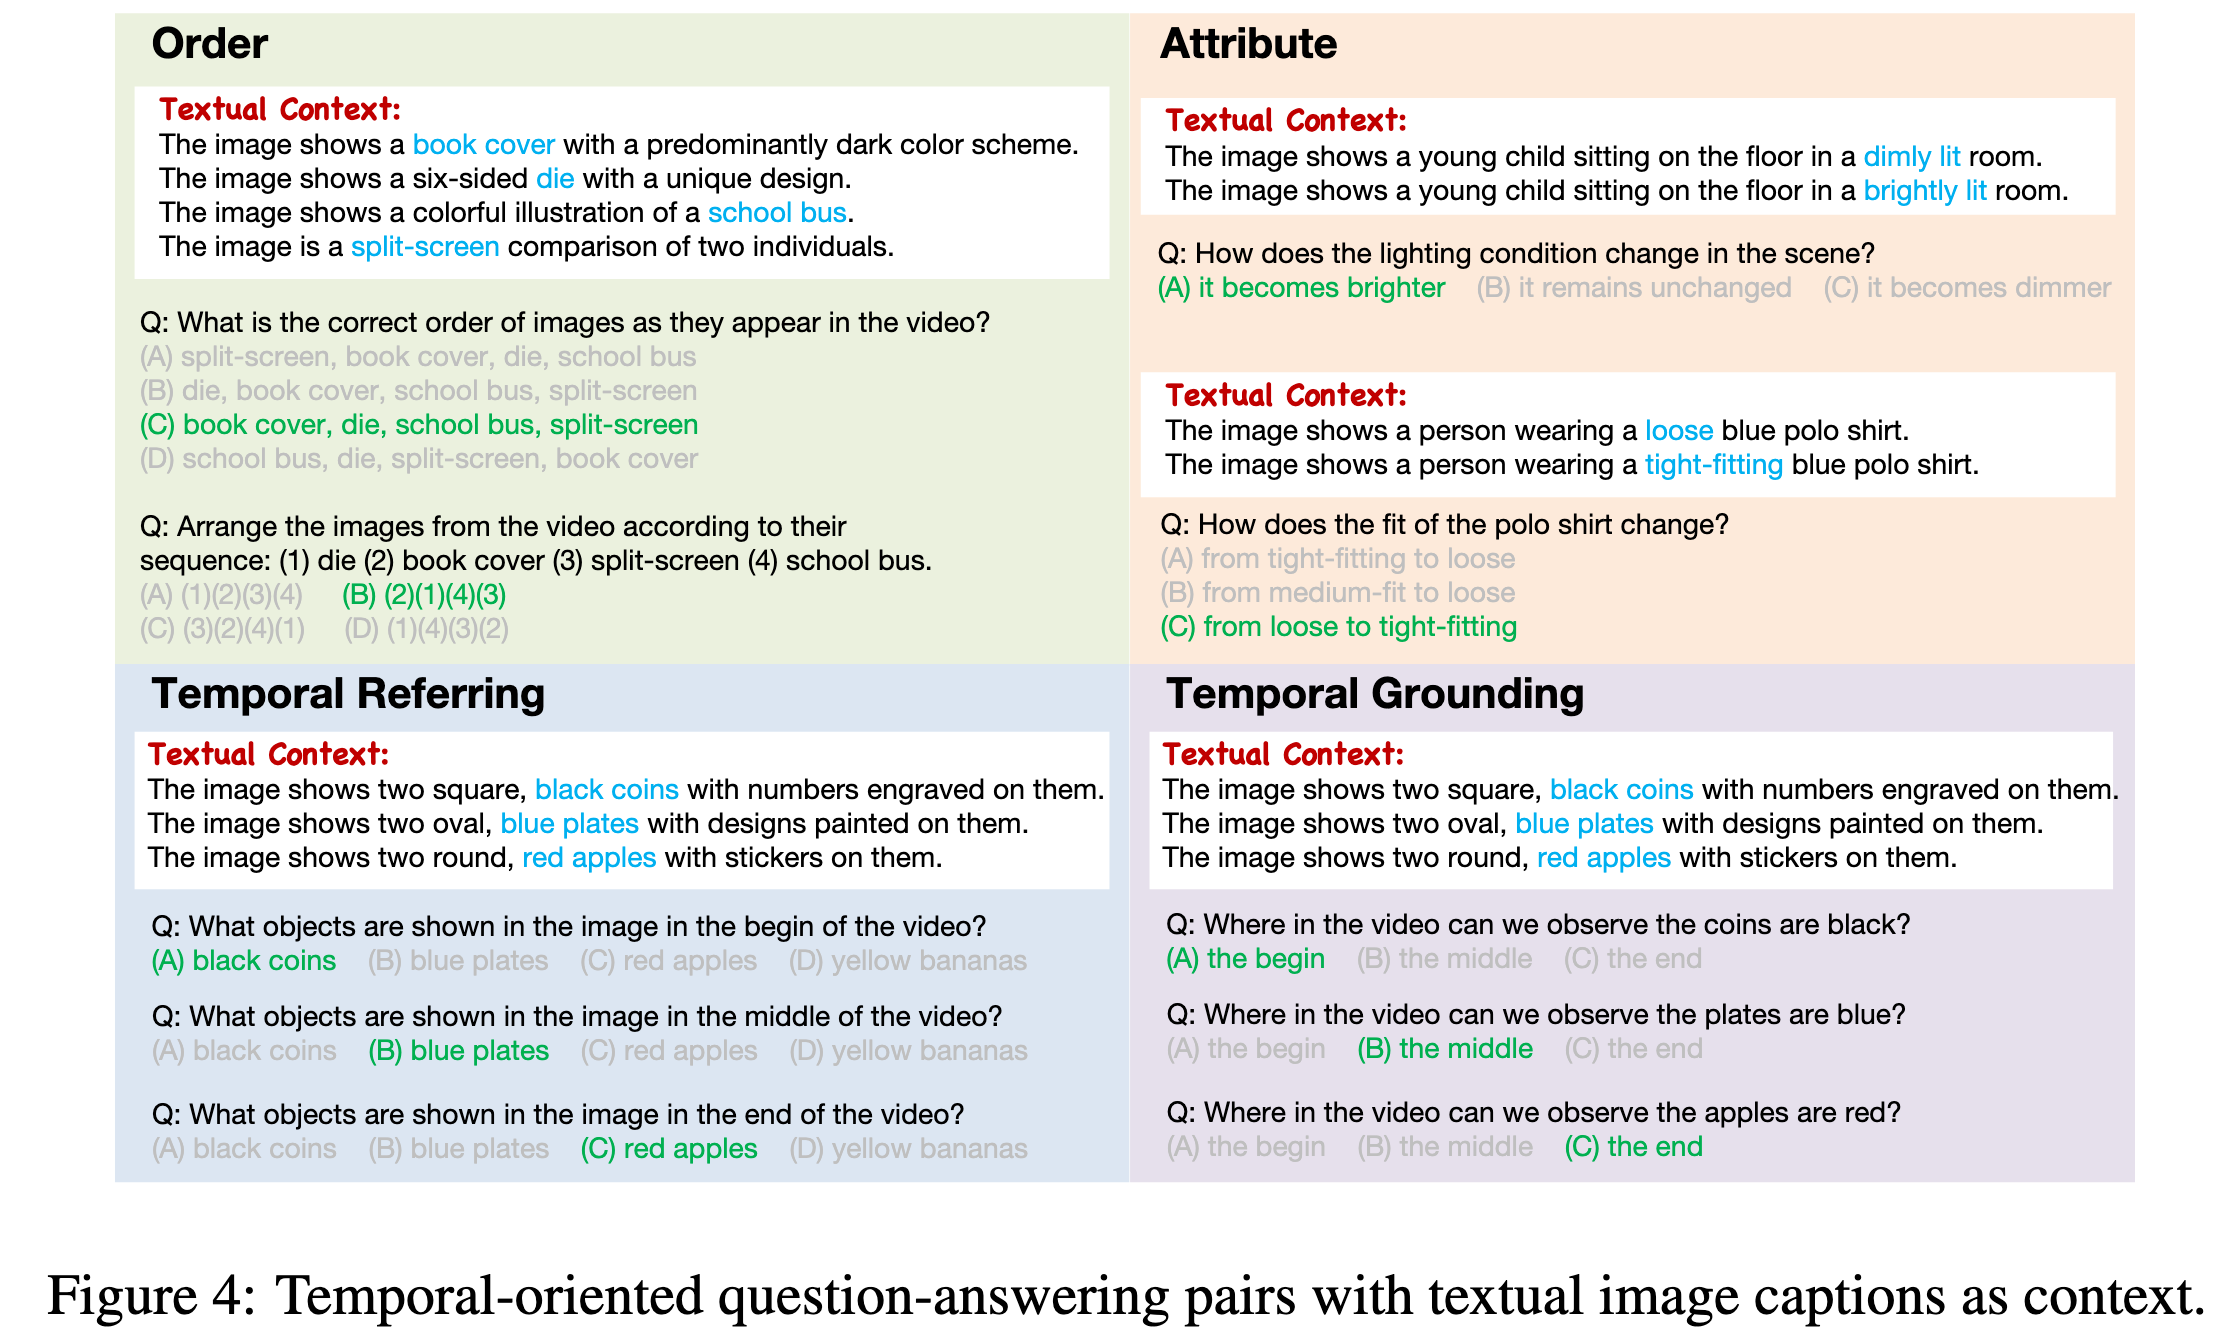 Order
Textual Context:
The image shows a book cover with a predominantly dark color scheme.
The image shows a six-sided die with a unique design.
The image shows a colorful illustration of a school bus.
The image is a split-screen comparison of two individuals.
Q: What is the correct order of images as they appear in the video?
(A) split-screen, book cover, die, school bus
(B) die, book cover, school bus, split-screen
(C) book cover, die, school bus, split-screen
(D) school bus, die, split-screen, book cover
Q: Arrange the images from the video according to their
sequence: (1) die (2) book cover (3) split-screen (4) school bus.
(A) (1)(2)(3)(4) (B) (2)(1)(4)(3)
(C) (3)(2)(4)(1) (D) (1)(4)(3)(2)
Attribute
Textual Context:
The image shows a young child sitting on the floor in a dimly lit room.
The image shows a young child sitting on the floor in a brightly lit room.
Q: How does the lighting condition change in the scene?
(A) it becomes brighter (B) it remains unchanged (C) it becomes dimmer
Textual Context:
The image shows a person wearing a loose blue polo shirt.
The image shows a person wearing a tight-fitting blue polo shirt.
Q: How does the fit of the polo shirt change?
(A) from tight-fitting to loose
(B) from medium-fit to loose
(C) from loose to tight-fitting
Temporal Referring
Textual Context:
The image shows two square, black coins with numbers engraved on them.
The image shows two oval, blue plates with designs painted on them.
The image shows two round, red apples with stickers on them.
Q: What objects are shown in the image in the begin of the video?
(A) black coins (B) blue plates (C) red apples (D) yellow bananas
Q: What objects are shown in the image in the middle of the video?
(A) black coins (B) blue plates (C) red apples (D) yellow bananas
Q: What objects are shown in the image in the end of the video?
(A) black coins (B) blue plates (C) red apples (D) yellow bananas
Temporal Grounding
Textual Context:
The image shows two square, black coins with numbers engraved on them.
The image shows two oval, blue plates with designs painted on them.
The image shows two round, red apples with stickers on them.
Q: Where in the video can we observe the coins are black?
(A) the begin (B) the middle (C) the end
Q: Where in the video can we observe the plates are blue?
(A) the begin (B) the middle (C) the end
Q: Where in the video can we observe the apples are red?
(A) the begin (B) the middle (C) the end
Figure 4: Temporal-oriented question-answering pairs with textual image captions as context.